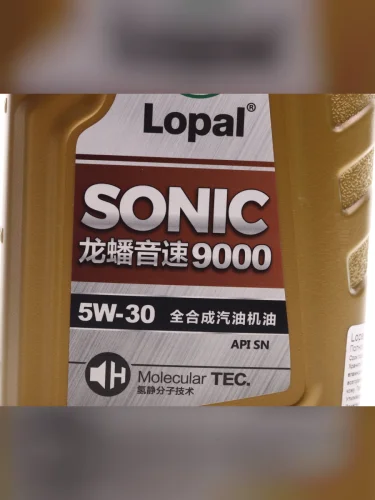 Lopal®
SONIC
龙蟠音速9000
5W-30 全合成汽油机油
API SN
H Molecular TEC.
氢静分子技术